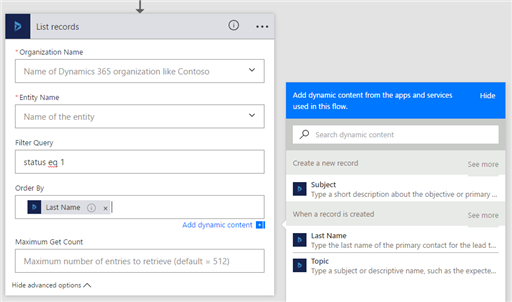 List records
* Organization Name
Name of Dynamics 365 organization like Contoso
* Entity Name
Name of the entity
Filter Query
status eq 1
Order By
Last Name
Add dynamic content
Maximum Get Count
Maximum number of entries to retrieve (default = 512)
Hide advanced options
Add dynamic content from the apps and services used in this flow.
Hide
Search dynamic content
Create a new record
See more
Subject
Type a short description about the objective or primary ...
When a record is created
See more
Last Name
Type the last name of the primary contact for the lead t...
Topic
Type a subject or descriptive name, such as the expecte...